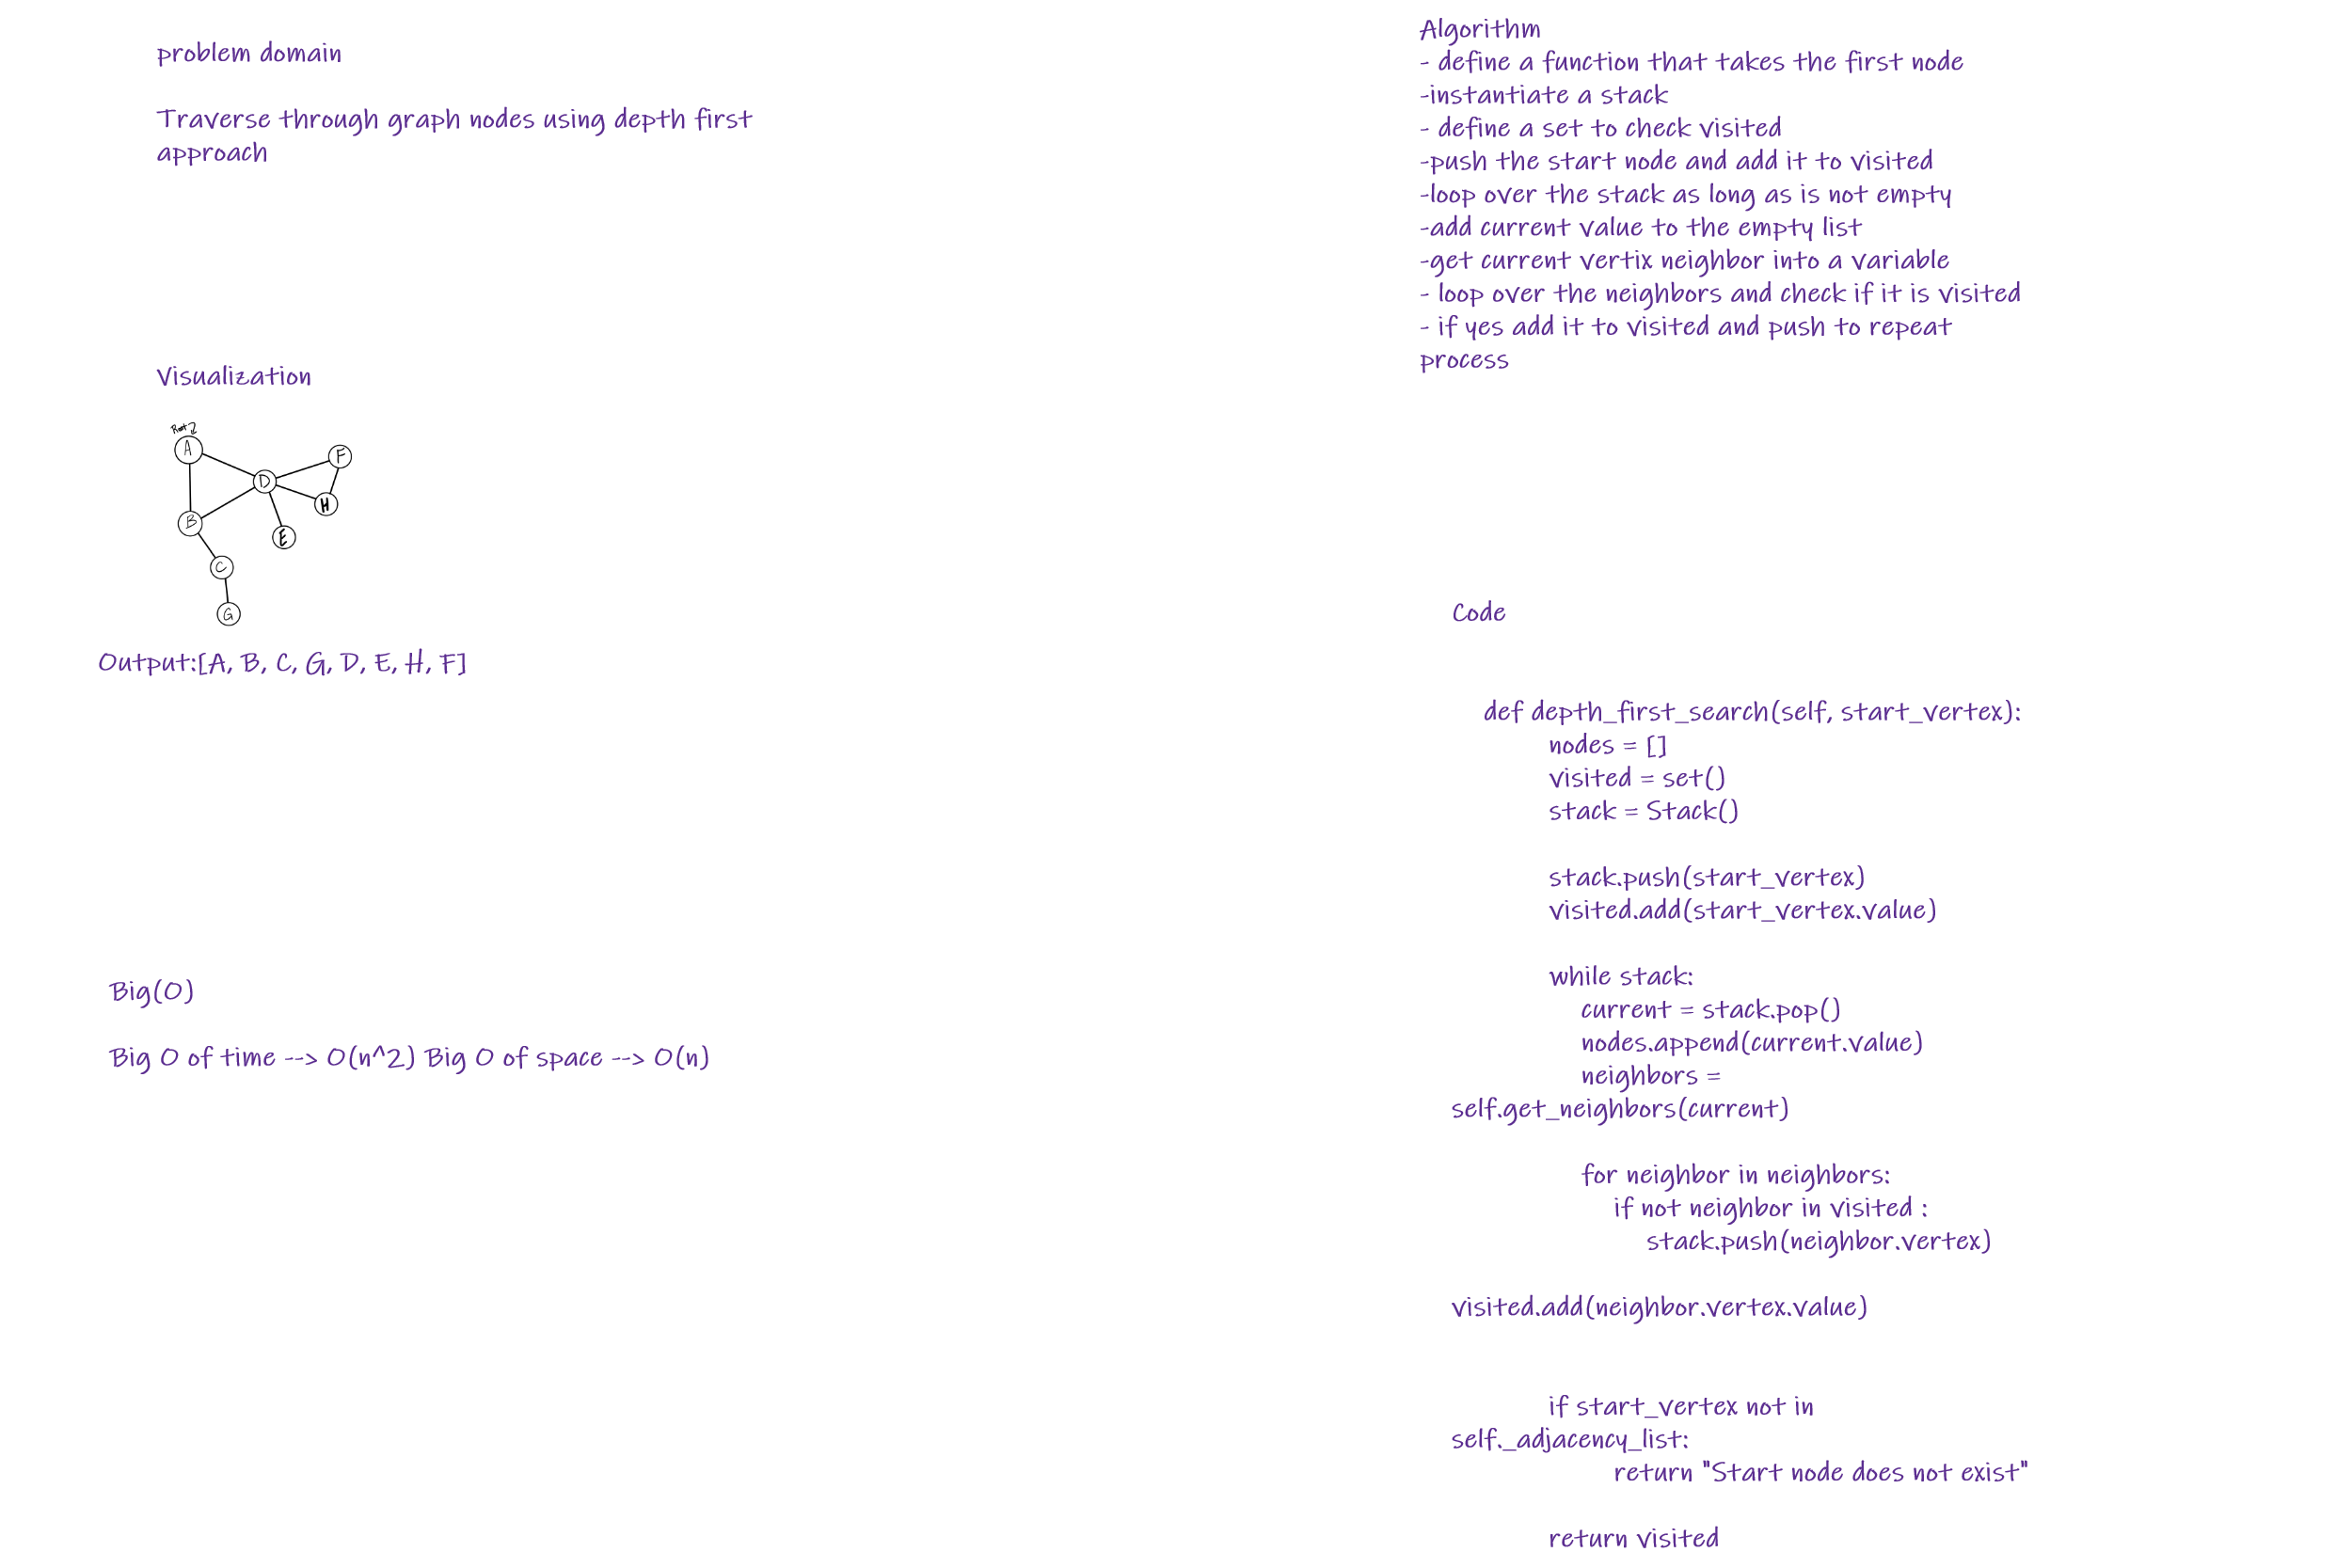 problem domain
Traverse through graph nodes using depth first
approach
Visualization
Root
A
D
F
H
B
E
C
G
Output:[A, B, C, G, D, E, H, F]
Big(O)
Big O of time --> O(n^2) Big O of space --> O(n)
Algorithm
- define a function that takes the first node
-instantiate a stack
- define a set to check visited
-push the start node and add it to visited
-loop over the stack as long as is not empty
-add current value to the empty list
-get current vertix neighbor into a variable
- loop over the neighbors and check if it is visited
- if yes add it to visited and push to repeat
process
Code
def depth_first_search(self, start_vertex):
nodes = []
visited = set()
stack = Stack()
stack.push(start_vertex)
visited.add(start_vertex.value)
while stack:
current = stack.pop()
nodes.append(current.value)
neighbors =
self.get_neighbors(current)
for neighbor in neighbors:
if not neighbor in visited :
stack.push(neighbor.vertex)
visited.add(neighbor.vertex.value)
if start_vertex not in
self._adjacency_list:
return "Start node does not exist"
return visited